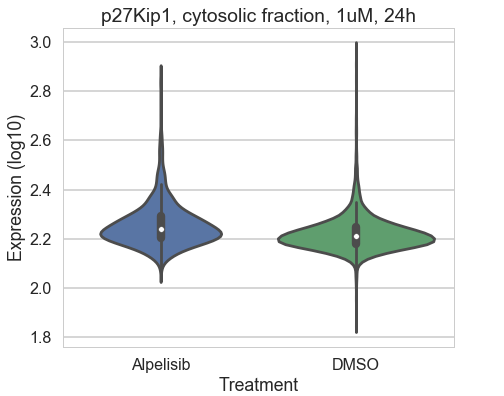 p27Kip1, cytosolic fraction, 1uM, 24h
3.0
2.8
2.6
2.4
2.2
2.0
1.8
Expression (log10)
Alpelisib
DMSO
Treatment